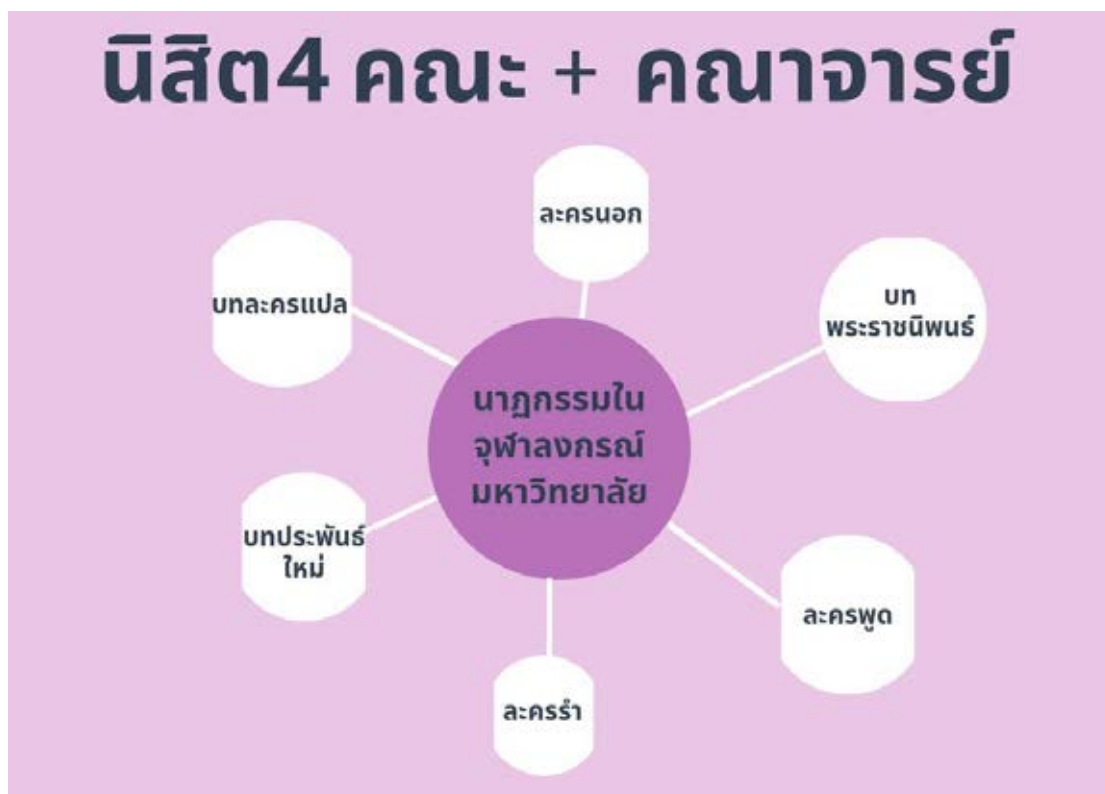 นิสิต4 คณะ + คณาจารย์
ละครนอก
บทละครแปล
บท
พระราชนิพนธ์
นาฏกรรมใน
จุฬาลงกรณ์
มหาวิทยาลัย
บทประพันธ์
ใหม่
ละครพูด
ละครรำ